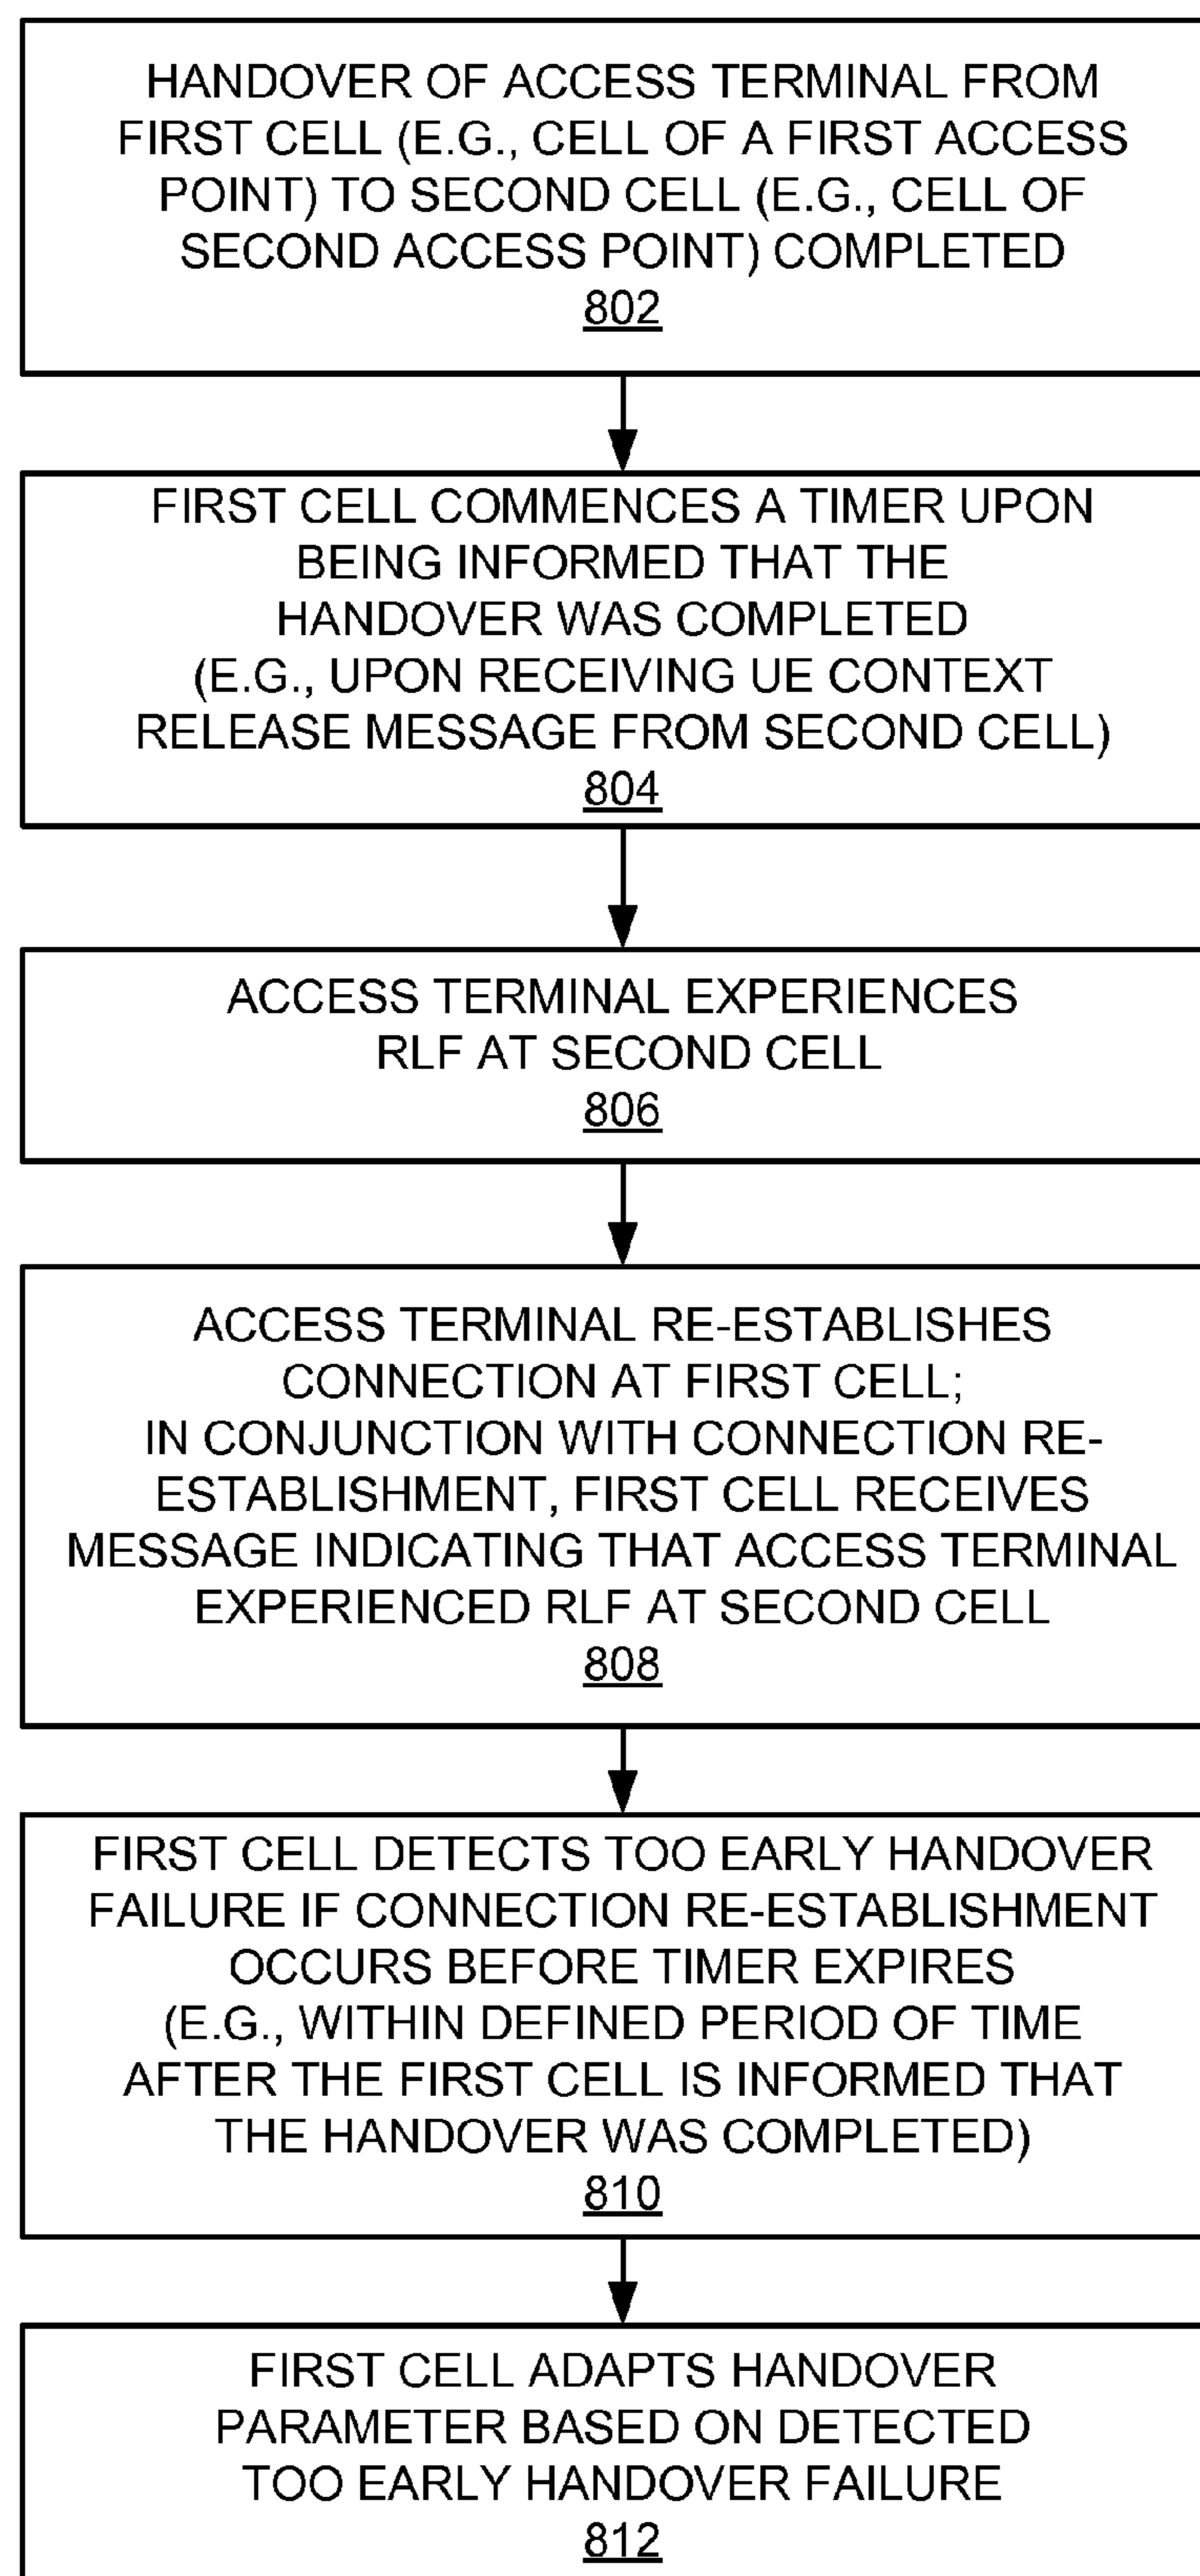 HANDOVER OF ACCESS TERMINAL FROM
FIRST CELL (E.G., CELL OF A FIRST ACCESS
POINT) TO SECOND CELL (E.G., CELL OF
SECOND ACCESS POINT) COMPLETED
802
FIRST CELL COMMENCES A TIMER UPON
BEING INFORMED THAT THE
HANDOVER WAS COMPLETED
(E.G., UPON RECEIVING UE CONTEXT
RELEASE MESSAGE FROM SECOND CELL)
804
ACCESS TERMINAL EXPERIENCES
RLF AT SECOND CELL
806
ACCESS TERMINAL RE-ESTABLISHES
CONNECTION AT FIRST CELL;
IN CONJUNCTION WITH CONNECTION RE-
ESTABLISHMENT, FIRST CELL RECEIVES
MESSAGE INDICATING THAT ACCESS TERMINAL
EXPERIENCED RLF AT SECOND CELL
808
FIRST CELL DETECTS TOO EARLY HANDOVER
FAILURE IF CONNECTION RE-ESTABLISHMENT
OCCURS BEFORE TIMER EXPIRES
(E.G., WITHIN DEFINED PERIOD OF TIME
AFTER THE FIRST CELL IS INFORMED THAT
THE HANDOVER WAS COMPLETED)
810
FIRST CELL ADAPTS HANDOVER
PARAMETER BASED ON DETECTED
TOO EARLY HANDOVER FAILURE
812